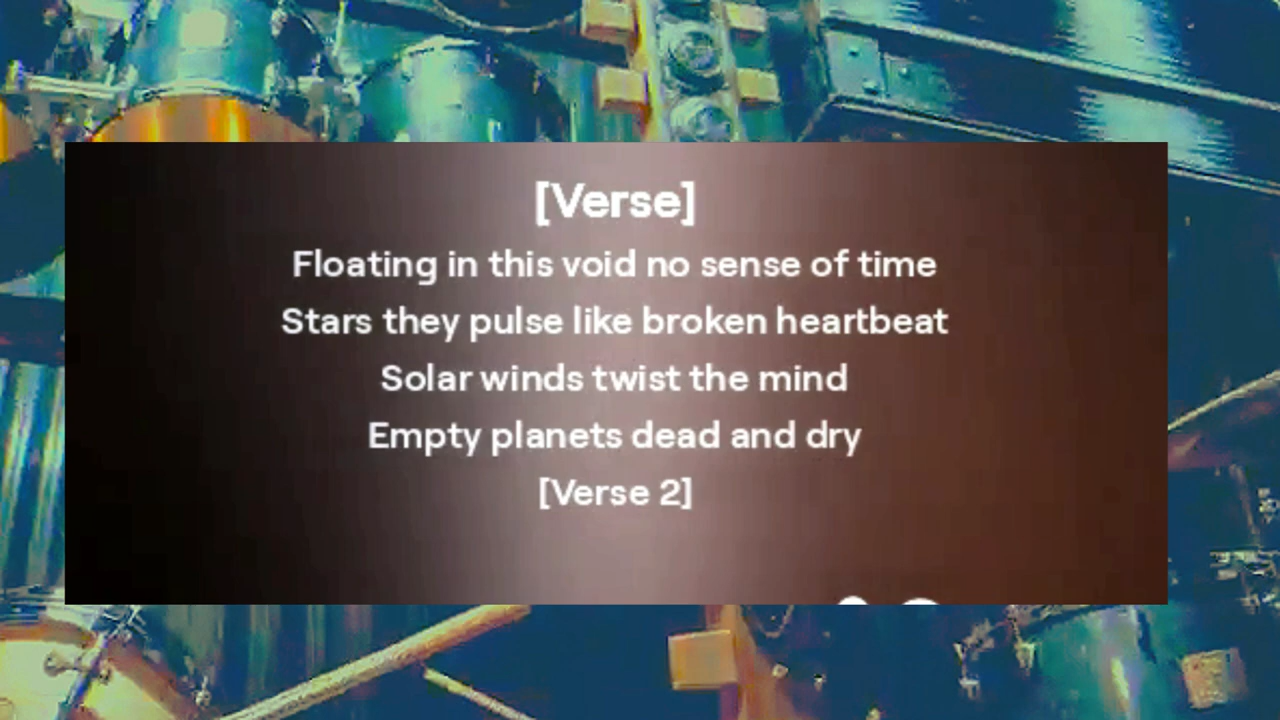 [Verse]
Floating in this void no sense of time
Stars they pulse like broken heartbeat
Solar winds twist the mind
Empty planets dead and dry
[Verse 2]